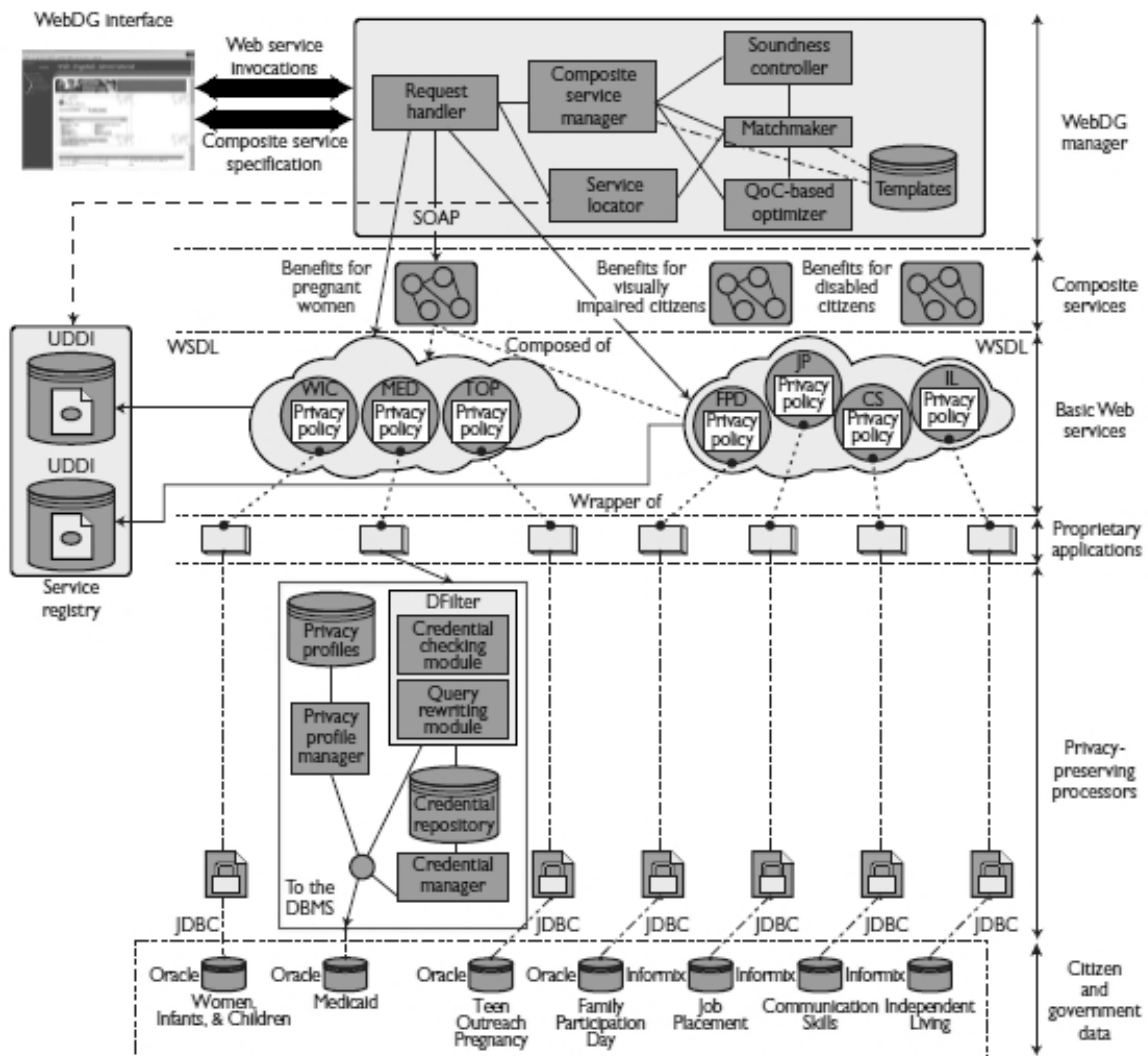 WebDG interface
Web service
invocations
Composite service
specification
Request
handler
Composite
service
manager
Soundness
controller
Matchmaker
Service
locator
QoC-based
optimizer
Templates
WebDG
manager
SOAP
Benefits for
pregnant
women
Benefits for
visually
impaired citizens
Benefits for
disabled
citizens
Composite
services
UDDI
UDDI
Service
registry
WSDL
Composed of
WSDL
WIC
Privacy
policy
MED
Privacy
policy
TOP
Privacy
policy
FPD
Privacy
policy
JP
Privacy
policy
CS
Privacy
policy
IL
Privacy
policy
Basic Web
services
Wrapper of
Proprietary
applications
Privacy
profiles
Privacy
profile
manager
DFilter
Credential
checking
module
Query
rewriting
module
Credential
repository
Credential
manager
To the
DBMS
Privacy-
preserving
processors
JDBC
JDBC
JDBC
JDBC
JDBC
JDBC
Oracle
Women,
Infants, & Children
Oracle
Medicaid
Oracle
Teen
Outreach
Pregnancy
Oracle
Family
Participation
Day
Informix
Job
Placement
Informix
Communication
Skills
Informix
Independent
Living
Citizen
and
government
data